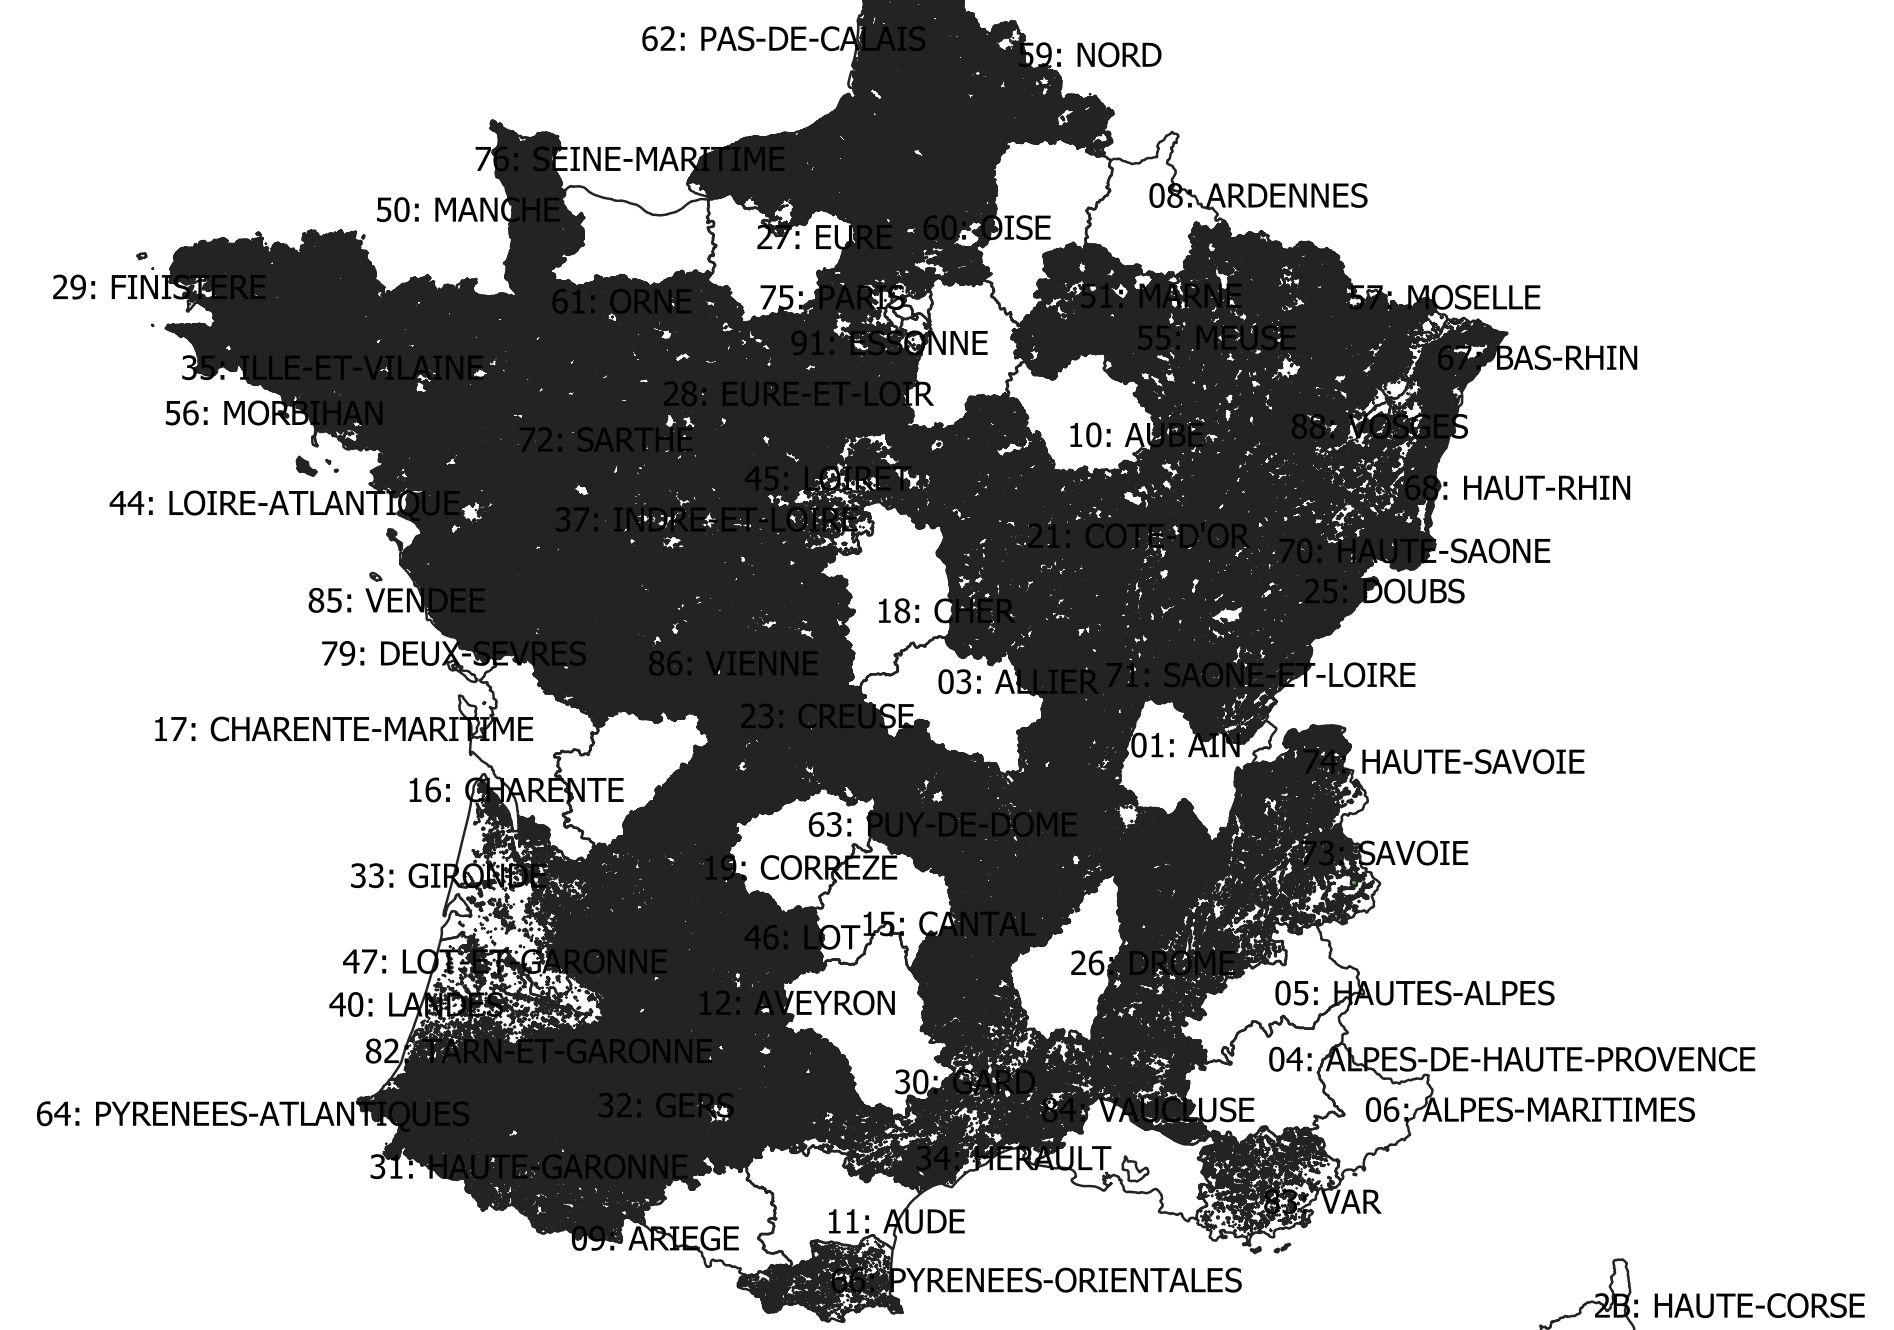 62: PAS-DE-CALAIS
59: NORD
76: SEINE-MARITIME
08: ARDENNES
50: MANCHE
60: OISE
27: EURE
29: FINISTERE
61: ORNE
75: PARIS
51: MARNE
57: MOSELLE
55: MEUSE
91: ESSONNE
67: BAS-RHIN
35: ILLE-ET-VILAINE
28: EURE-ET-LOIR
56: MORBIHAN
88: VOSGES
10: AUBE
72: SARTHE
45: LOIRET
68: HAUT-RHIN
44: LOIRE-ATLANTIQUE
37: INDRE-ET-LOIRE
21: COTE-D'OR
70: HAUTE-SAONE
25: DOUBS
85: VENDEE
18: CHER
79: DEUX-SEVRES
86: VIENNE
03: ALLIER
71: SAONE-ET-LOIRE
23: CREUSE
17: CHARENTE-MARITIME
01: AIN
74: HAUTE-SAVOIE
16: CHARENTE
63: PUY-DE-DOME
73: SAVOIE
19: CORREZE
33: GIRONDE
15: CANTAL
46: LOT
47: LOT-ET-GARONNE
26: DROME
05: HAUTES-ALPES
40: LANDES
12: AVEYRON
82: TARN-ET-GARONNE
04: ALPES-DE-HAUTE-PROVENCE
30: GARD
32: GERS
64: PYRENEES-ATLANTIQUES
84: VAUCLUSE
06: ALPES-MARITIMES
34: HERAULT
31: HAUTE-GARONNE
83: VAR
11: AUDE
09: ARIEGE
66: PYRENEES-ORIENTALES
2B: HAUTE-CORSE